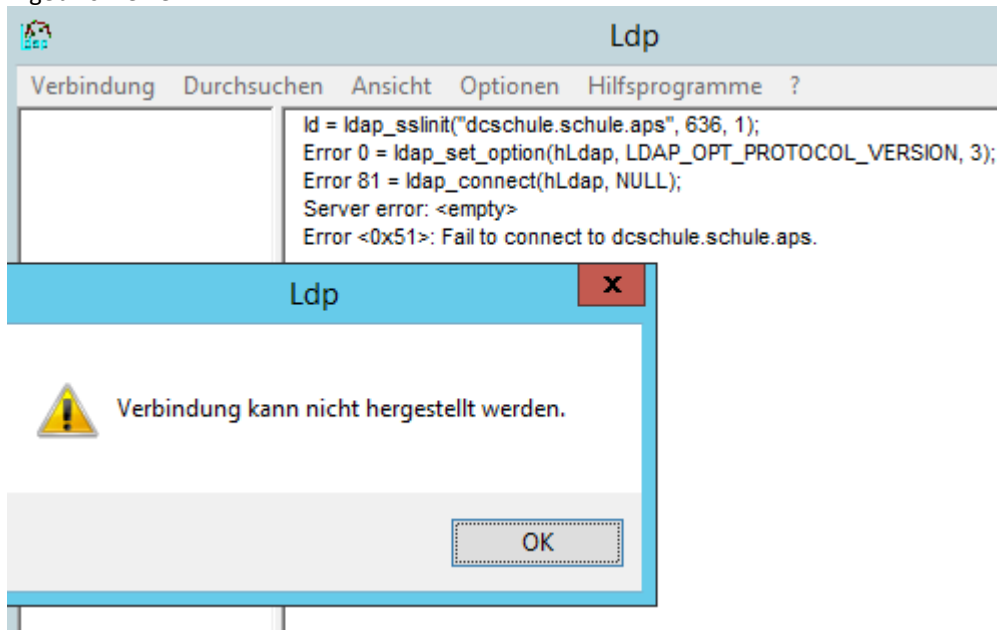 Ldp
Verbindung Durchsuchen Ansicht Optionen Hilfsprogramme ?
ld = ldap_sslinit("dcschule.schule.aps", 636, 1);
Error 0 = ldap_set_option(hLdap, LDAP_OPT_PROTOCOL_VERSION, 3);
Error 81 = ldap_connect(hLdap, NULL);
Server error: <empty>
Error <0x51>: Fail to connect to dcschule.schule.aps.
Ldp
x
Verbindung kann nicht hergestellt werden.
OK